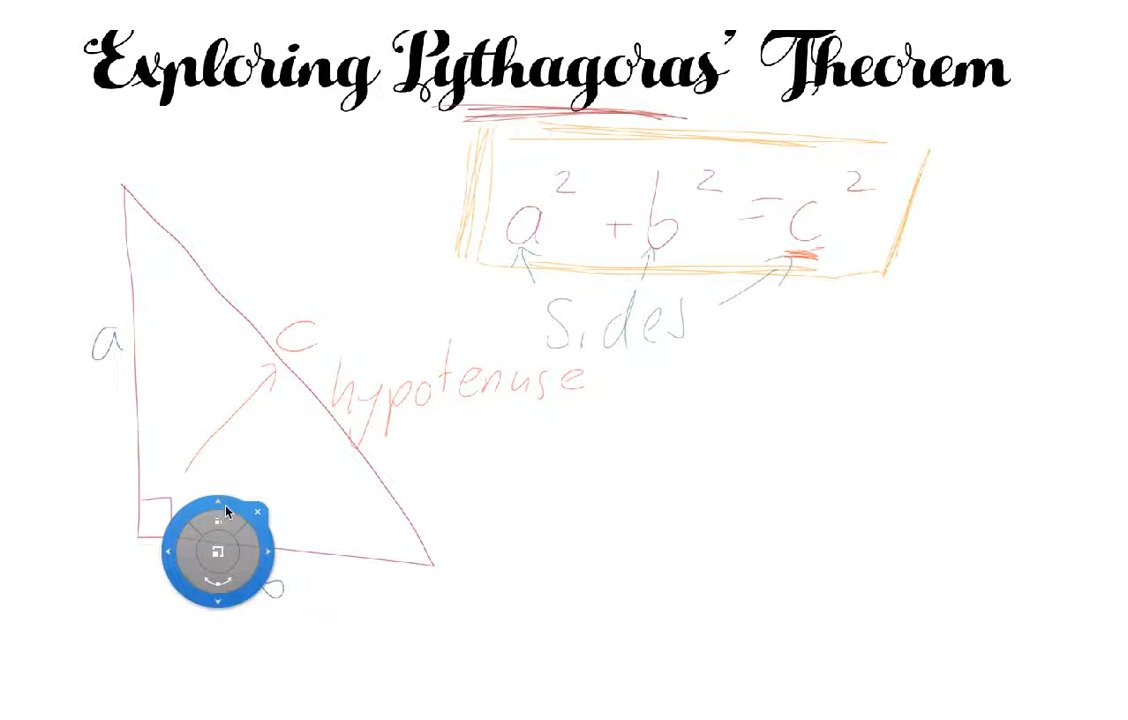 Exploring Pythagoras' Theorem
a² + b² = c²
Sides
a
c
hypotenuse